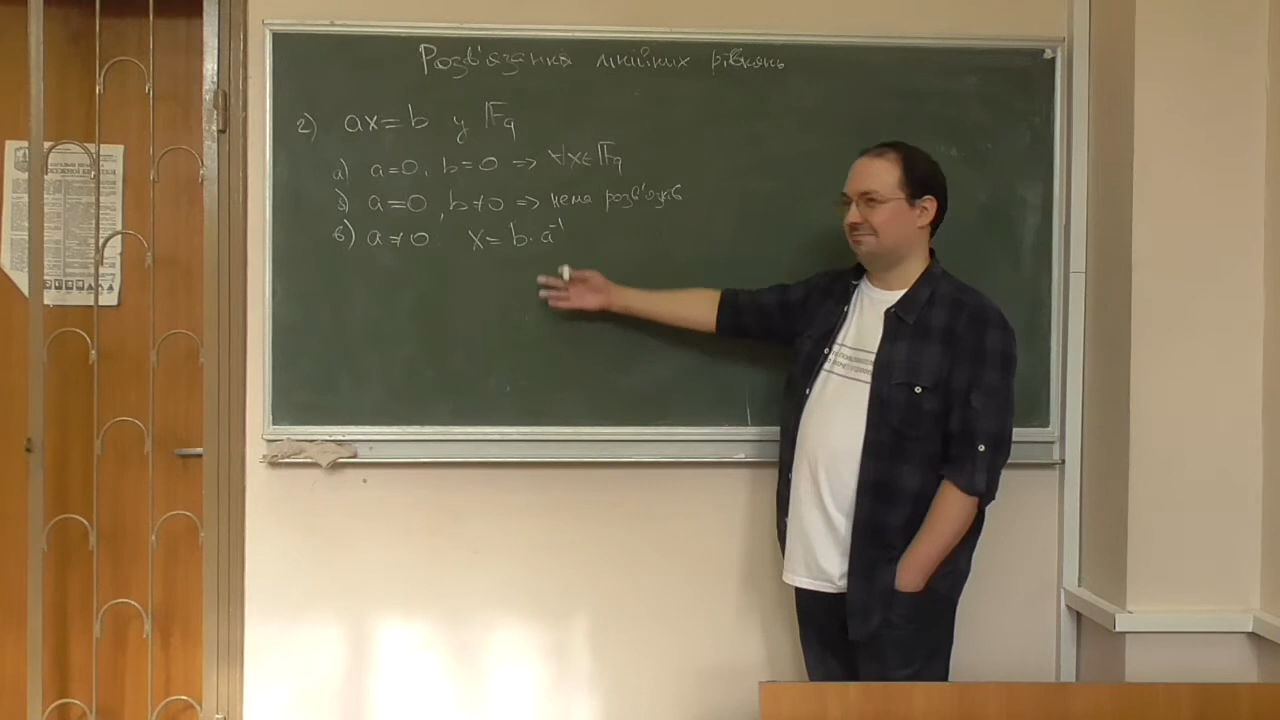 Розв'язання лінійних рівнянь
2) ax = b у 𝔽q
а) a = 0, b = 0 => ∀x ∈ 𝔽q
б) a = 0, b ≠ 0 => нема розв'язків
в) a ≠ 0 x = b · a⁻¹